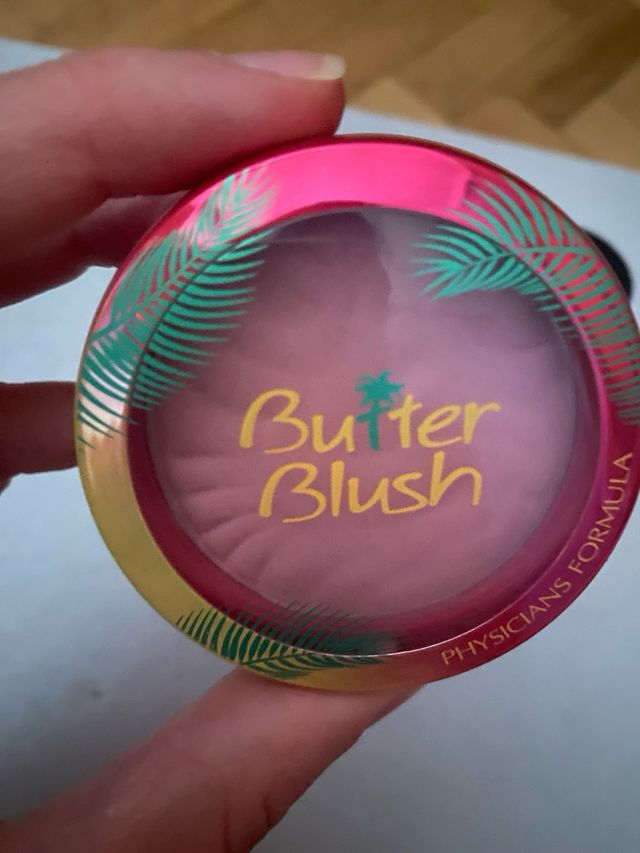 Butter
Blush
PHYSICIANS FORMULA